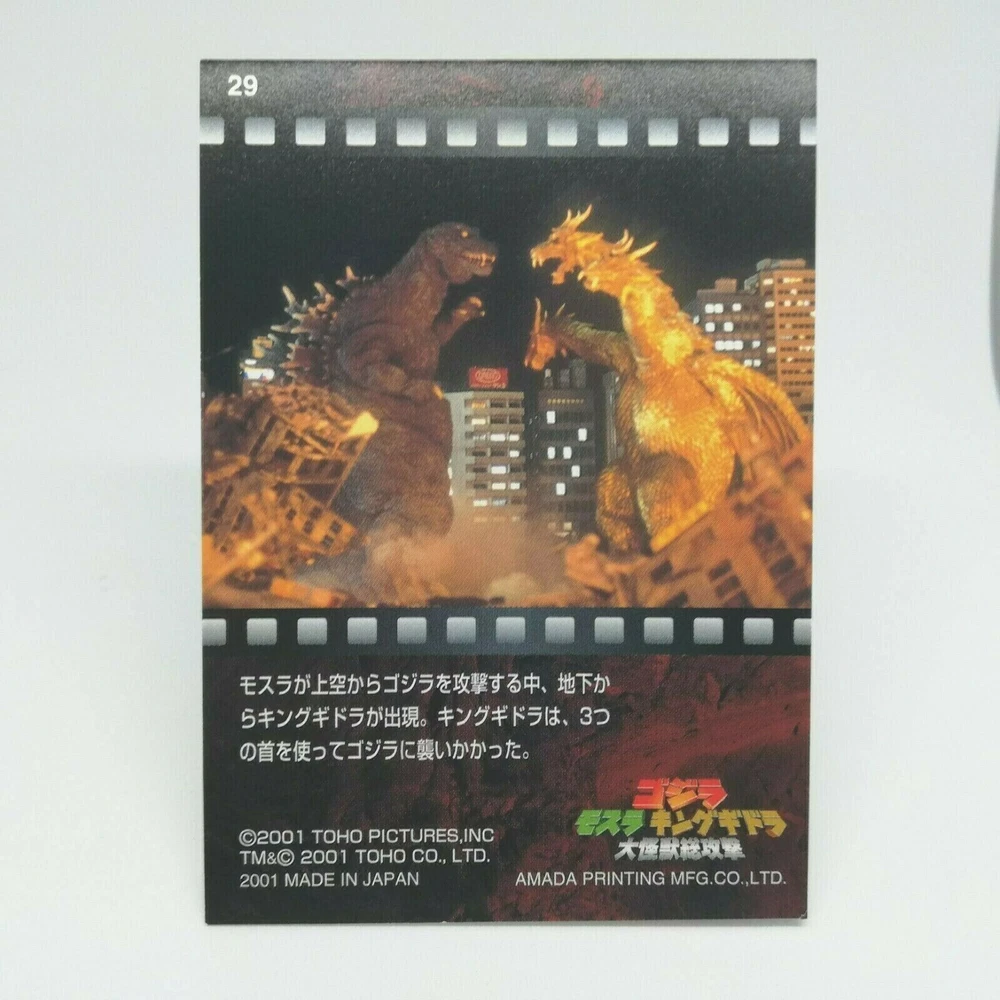 29
モスラが上空からゴジラを攻撃する中、地下か
らキングギドラが出現。キングギドラは、3つ
の首を使ってゴジラに襲いかかった。
ゴジラ
モスラ キングギドラ
大怪獣総攻撃
©2001 TOHO PICTURES,INC
TM&© 2001 TOHO CO., LTD.
2001 MADE IN JAPAN
AMADA PRINTING MFG.CO.,LTD.